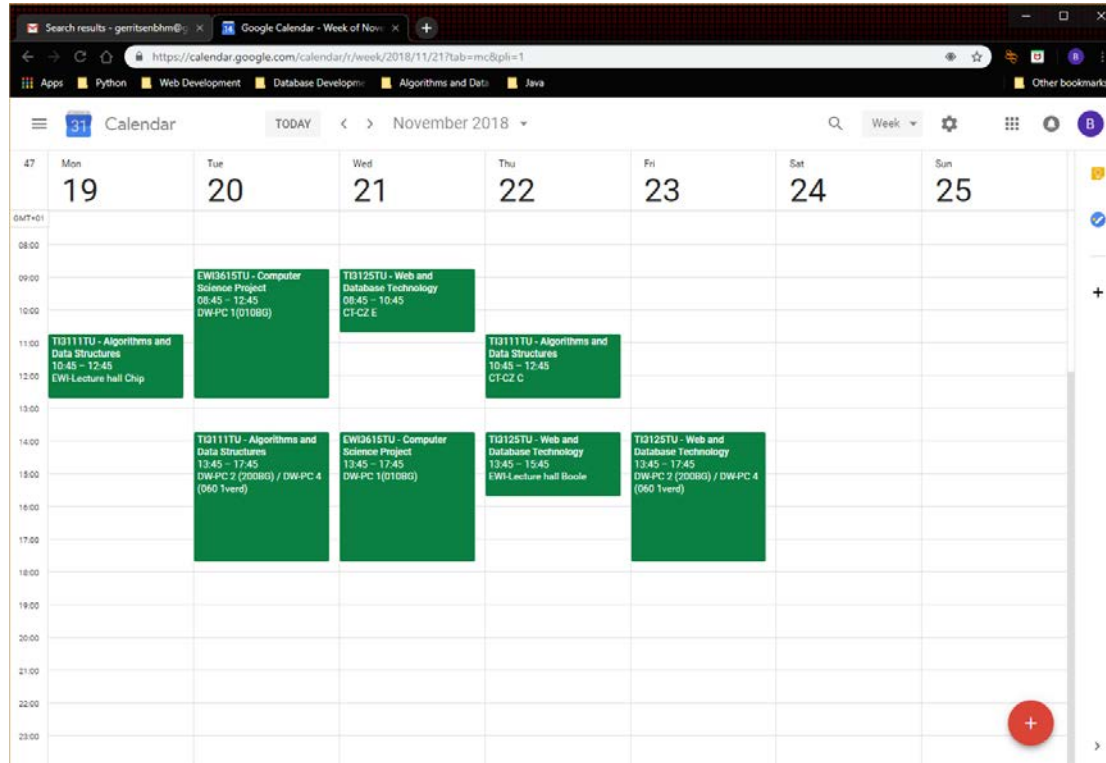 Search results - gerritsenbhm@g
Google Calendar - Week of Nove
https://calendar.google.com/calendar/r/week/2018/11/21?tab=mc&pli=1
Apps Python Web Development Database Developme Algorithms and Data Java Other bookmarks
31 Calendar TODAY November 2018 Week B
47 Mon Tue Wed Thu Fri Sat Sun
19 20 21 22 23 24 25
GMT+01
08:00
09:00
10:00
11:00
12:00
13:00
14:00
15:00
16:00
17:00
18:00
19:00
20:00
21:00
22:00
23:00
TI3111TU - Algorithms and
Data Structures
10:45 – 12:45
EWI-Lecture hall Chip
EWI3615TU - Computer
Science Project
08:45 – 12:45
DW-PC 1(010BG)
TI3111TU - Algorithms and
Data Structures
13:45 – 17:45
DW-PC 2 (200BG) / DW-PC 4
(060 1verd)
TI3125TU - Web and
Database Technology
08:45 – 10:45
CT-CZ E
EWI3615TU - Computer
Science Project
13:45 – 17:45
DW-PC 1(010BG)
TI3111TU - Algorithms and
Data Structures
10:45 – 12:45
CT-CZ C
TI3125TU - Web and
Database Technology
13:45 – 15:45
EWI-Lecture hall Boole
TI3125TU - Web and
Database Technology
13:45 – 17:45
DW-PC 2 (200BG) / DW-PC 4
(060 1verd)